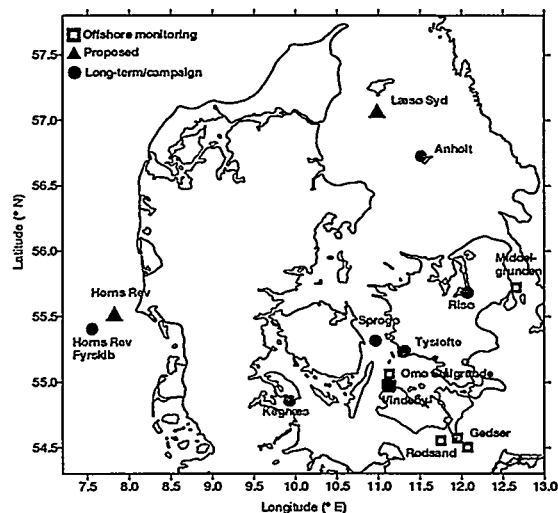 Offshore monitoring
Proposed
Long-term/campaign
57.5
57.0
56.5
56.0
55.5
55.0
54.5
Latitude (° N)
Læsø Syd
Anholt
Middel-
grunden
Risø
Horns Rev
Horns Rev
Fyrskib
Sprogø
Tystofte
Omø Stålgrunde
Vindeby
Kegnæs
Gedser
Rødsand
7.5 8.0 8.5 9.0 9.5 10.0 10.5 11.0 11.5 12.0 12.5 13.0
Longitude (° E)